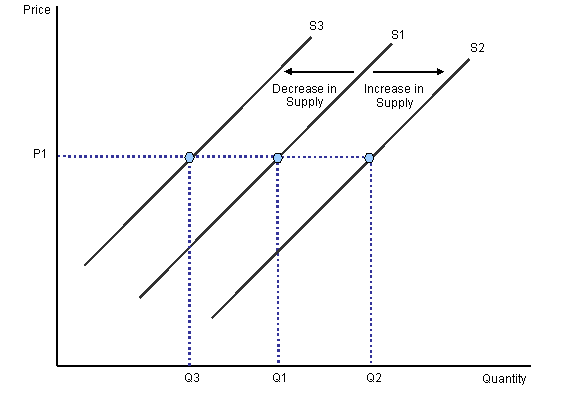 Price
S3
S1
S2
Decrease in
Supply
Increase in
Supply
P1
Q3
Q1
Q2
Quantity